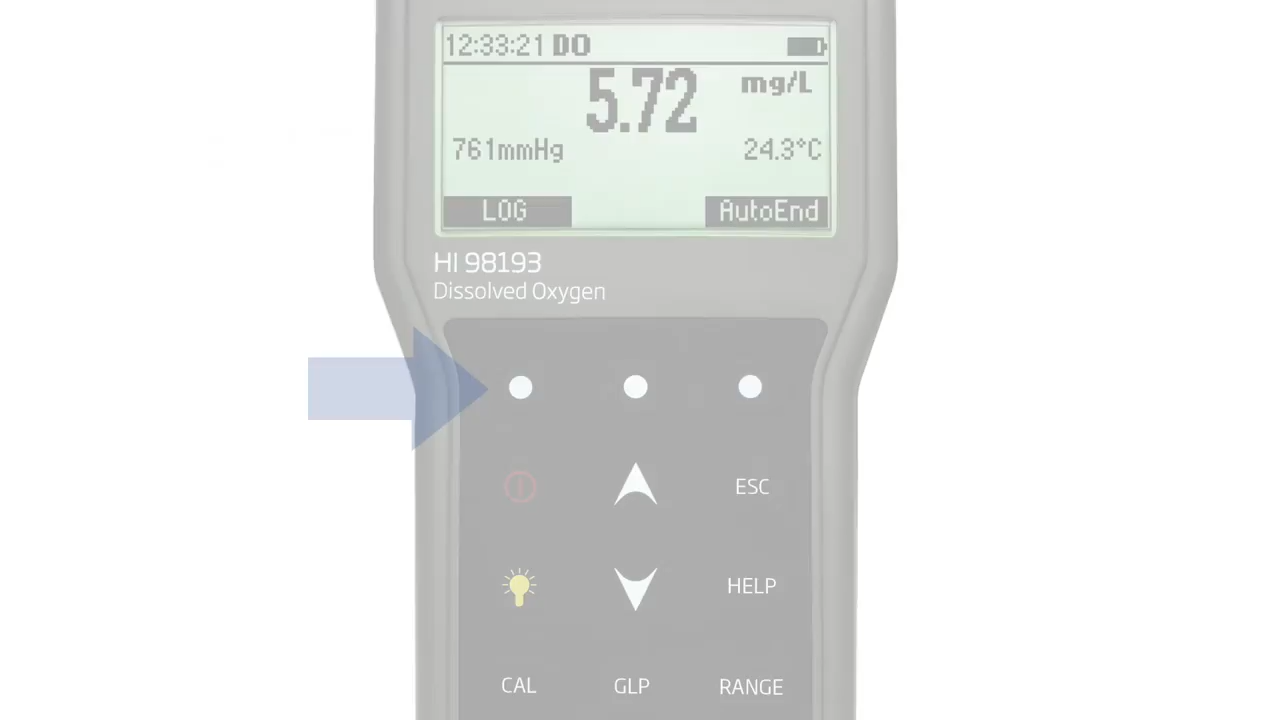 12:33:21 DO
5.72 mg/L
761mmHg 24.3°C
LOG AutoEnd
HI 98193
Dissolved Oxygen
ESC
HELP
CAL GLP RANGE